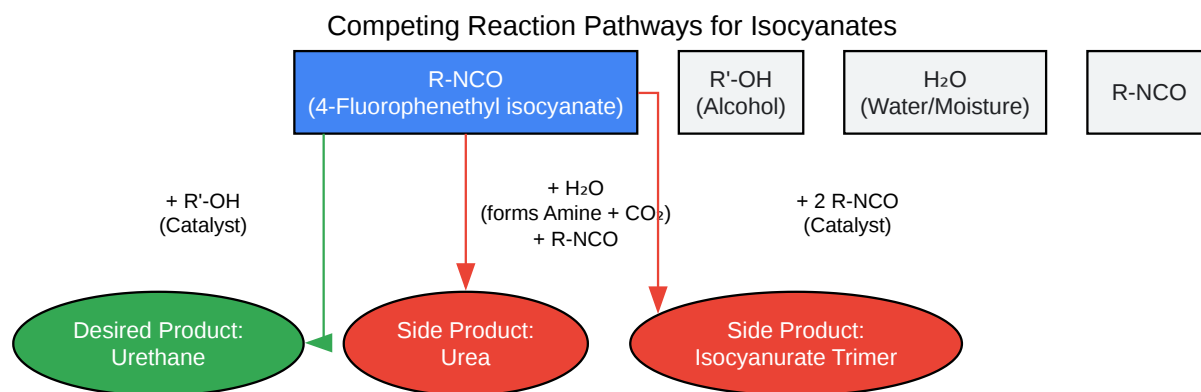 Competing Reaction Pathways for Isocyanates
R-NCO
(4-Fluorophenethyl isocyanate)
R'-OH
(Alcohol)
H₂O
(Water/Moisture)
R-NCO
+ R'-OH
(Catalyst)
+ H₂O
(forms Amine + CO₂)
+ R-NCO
+ 2 R-NCO
(Catalyst)
Desired Product:
Urethane
Side Product:
Urea
Side Product:
Isocyanurate Trimer